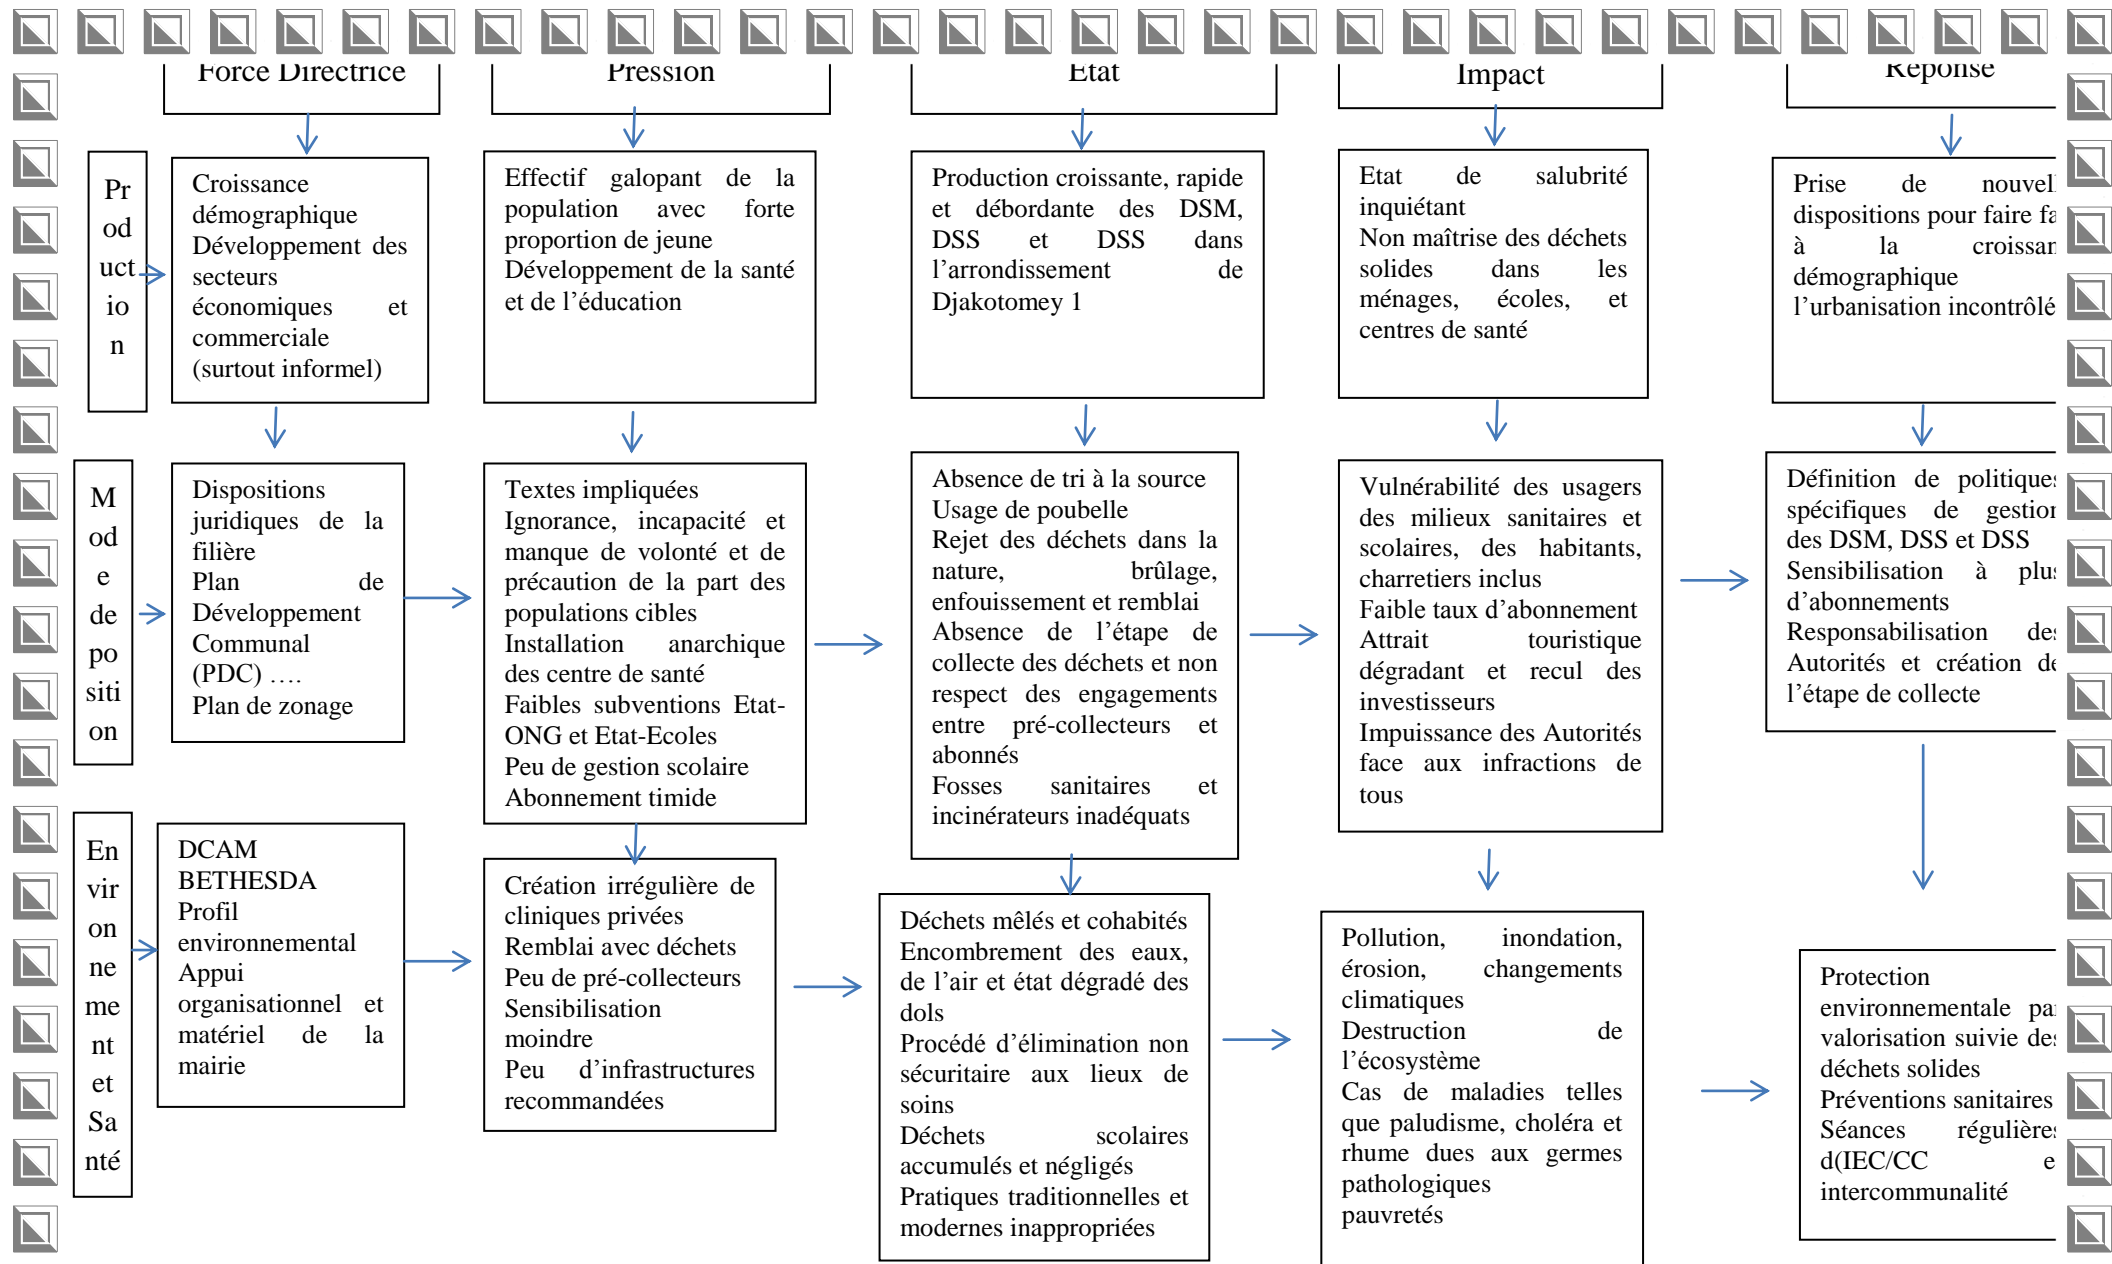 Force Directrice
Pression
Etat
Impact
Réponse
Pr
od
uct
io
n
Croissance
démographique
Développement des
secteurs
économiques et
commerciale
(surtout informel)
Effectif galopant de la
population avec forte
proportion de jeune
Développement de la santé
et de l’éducation
Production croissante, rapide
et débordante des DSM,
DSS et DSS dans
l’arrondissement de
Djakotomey 1
Etat de salubrité
inquiétant
Non maîtrise des déchets
solides dans les
ménages, écoles, et
centres de santé
Prise de nouvel
dispositions pour faire fa
à la croissan
démographique
l’urbanisation incontrôlé
M
od
e
de
po
siti
on
Dispositions
juridiques de la
filière
Plan de
Développement
Communal
(PDC) ….
Plan de zonage
Textes impliquées
Ignorance, incapacité et
manque de volonté et de
précaution de la part des
populations cibles
Installation anarchique
des centre de santé
Faibles subventions Etat-
ONG et Etat-Ecoles
Peu de gestion scolaire
Abonnement timide
Absence de tri à la source
Usage de poubelle
Rejet des déchets dans la
nature, brûlage,
enfouissement et remblai
Absence de l’étape de
collecte des déchets et non
respect des engagements
entre pré-collecteurs et
abonnés
Fosses sanitaires et
incinérateurs inadéquats
Vulnérabilité des usagers
des milieux sanitaires et
scolaires, des habitants,
charretiers inclus
Faible taux d’abonnement
Attrait touristique
dégradant et recul des
investisseurs
Impuissance des Autorités
face aux infractions de
tous
Définition de politiques
spécifiques de gestion
des DSM, DSS et DSS
Sensibilisation à plus
d’abonnements
Responsabilisation des
Autorités et création de
l’étape de collecte
En
vir
on
ne
me
nt
et
Sa
nté
DCAM
BETHESDA
Profil
environnemental
Appui
organisationnel et
matériel de la
mairie
Création irrégulière de
cliniques privées
Remblai avec déchets
Peu de pré-collecteurs
Sensibilisation
moindre
Peu d’infrastructures
recommandées
Déchets mêlés et cohabités
Encombrement des eaux,
de l’air et état dégradé des
dols
Procédé d’élimination non
sécuritaire aux lieux de
soins
Déchets scolaires
accumulés et négligés
Pratiques traditionnelles et
modernes inappropriées
Pollution, inondation,
érosion, changements
climatiques
Destruction de
l’écosystème
Cas de maladies telles
que paludisme, choléra et
rhume dues aux germes
pathologiques
pauvretés
Protection
environnementale par
valorisation suivie des
déchets solides
Préventions sanitaires
Séances régulières
d(IEC/CC e
intercommunalité